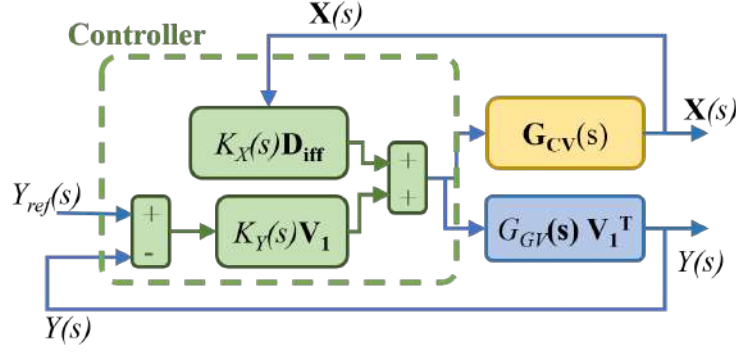 X(s)
Controller
X(s)
K_X(s)D_iff
+
+
G_CV(s)
Y_ref(s)
+
-
K_Y(s)V_1
G_GV(s) V_1^T
Y(s)
Y(s)